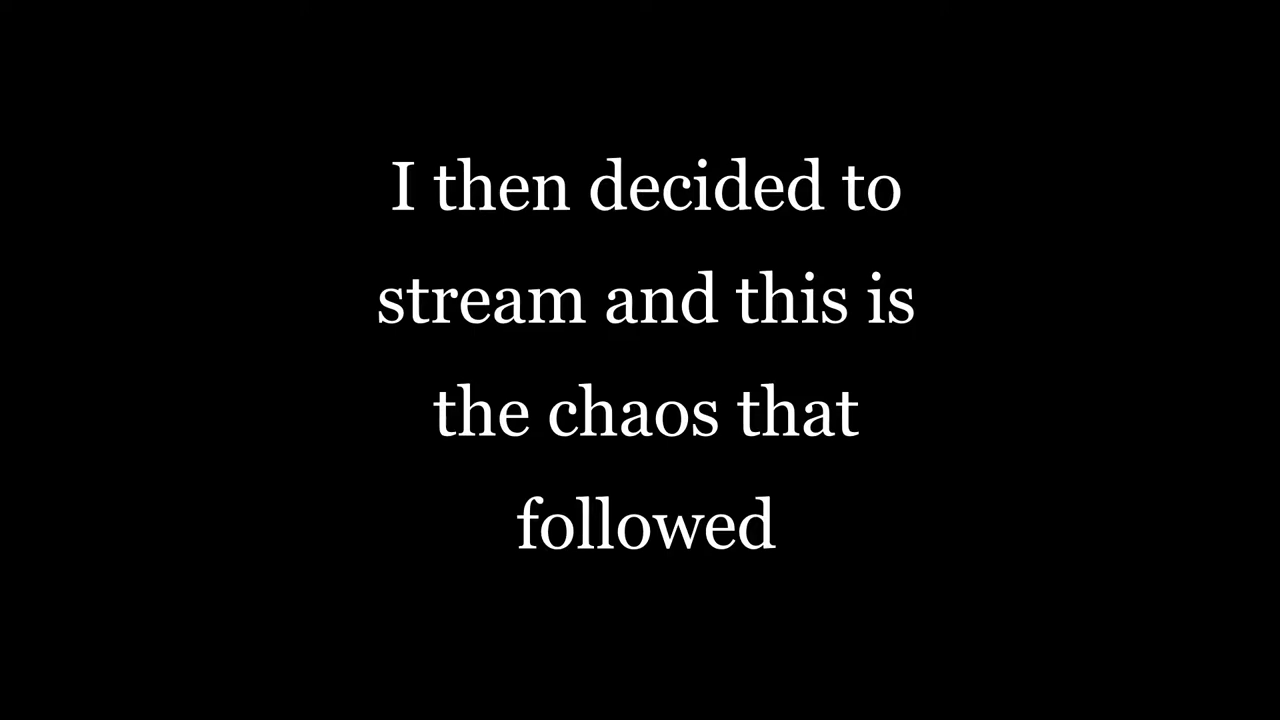 I then decided to
stream and this is
the chaos that
followed